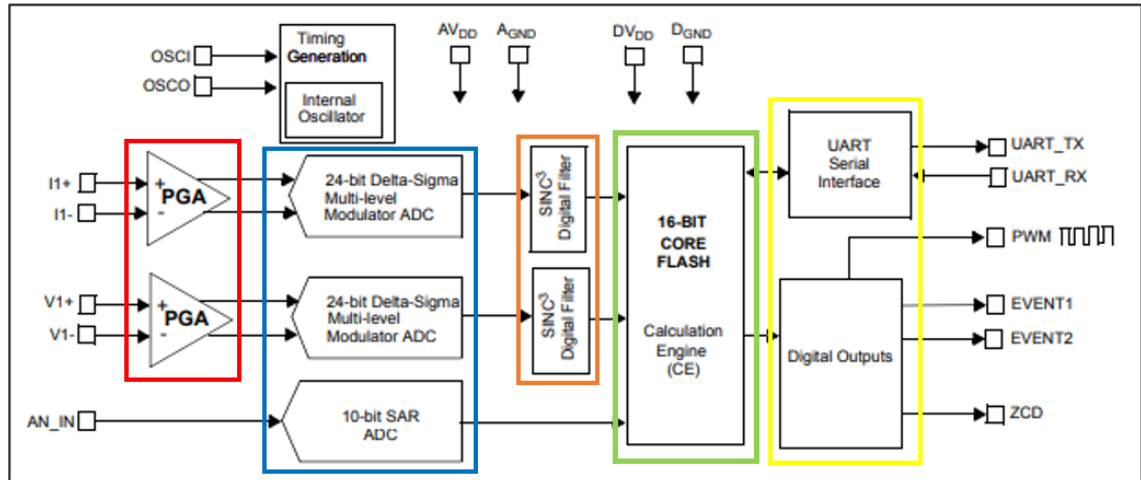 OSCI
OSCO
Timing
Generation
Internal
Oscillator
AVDD
AGND
DVDD
DGND
I1+
I1-
+
PGA
-
24-bit Delta-Sigma
Multi-level
Modulator ADC
SINC3
Digital Filter
V1+
V1-
+
PGA
-
24-bit Delta-Sigma
Multi-level
Modulator ADC
SINC3
Digital Filter
AN_IN
10-bit SAR
ADC
16-BIT
CORE
FLASH
Calculation
Engine
(CE)
UART
Serial
Interface
UART_TX
UART_RX
Digital Outputs
PWM
EVENT1
EVENT2
ZCD